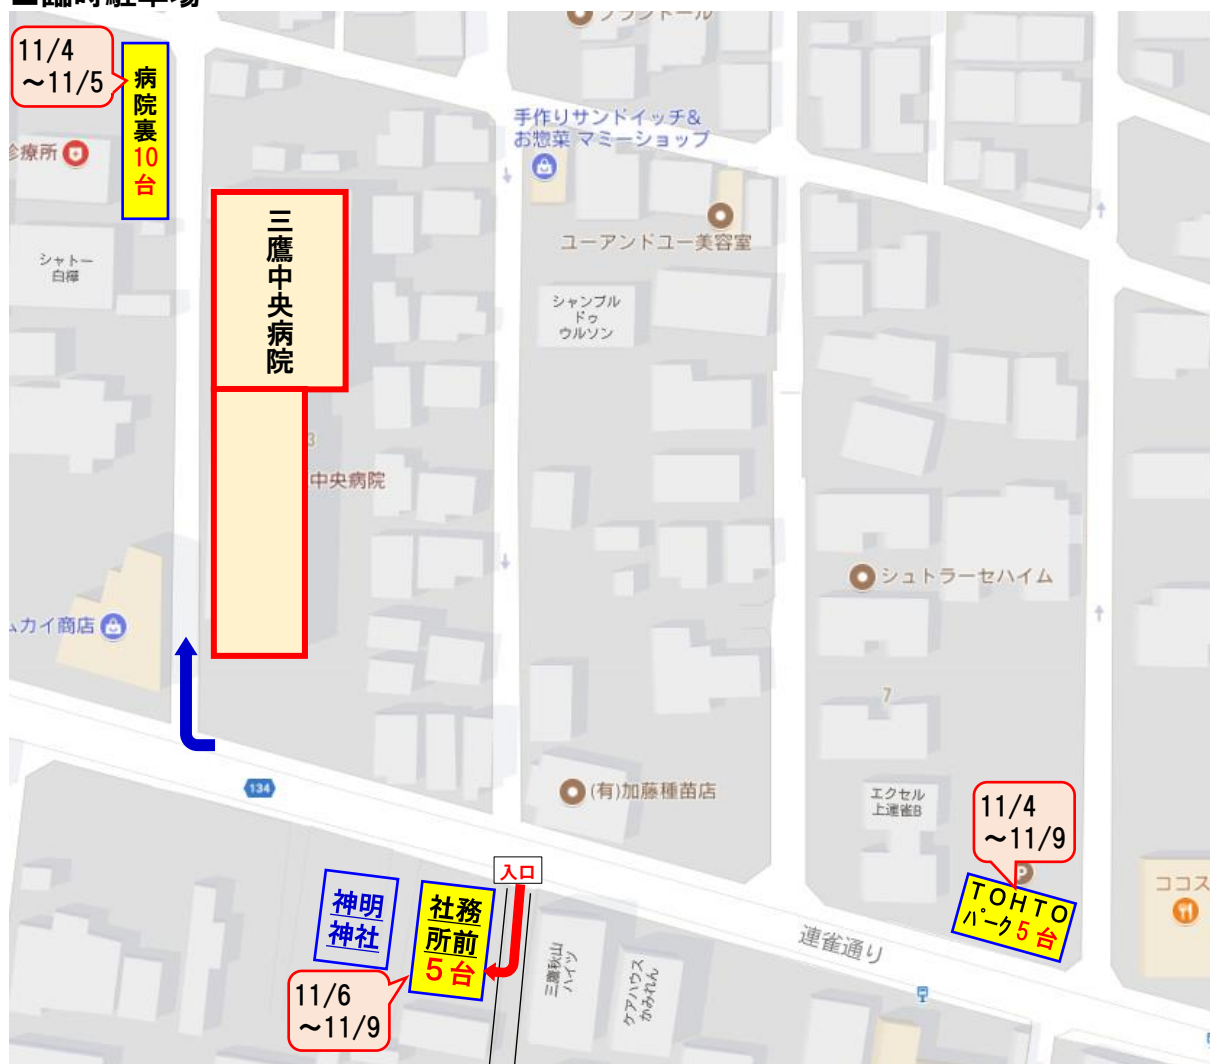 臨時駐車場
11/4
～11/5
病院裏10台
診療所
シャトー
白樺
三鷹中央病院
手作りサンドイッチ&
お惣菜 マミーショップ
ユーアンドユー美容室
シャンブル
ドゥ
ウルソン
3
中央病院
シュトラーセハイム
ムカイ商店
7
134
(有)加藤種苗店
エクセル
上連雀B
11/4
～11/9
P
TOHTO
パーク5台
ココス
連雀通り
入口
神明
神社
社務
所前
5台
11/6
～11/9
三鷹秋山
ハイツ
ケアハウス
かみれん